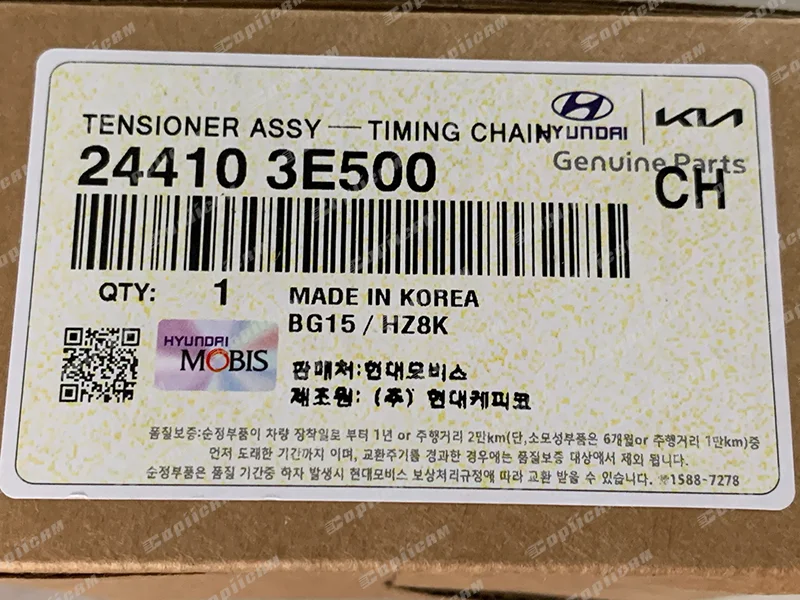 TENSIONER ASSY — TIMING CHAIN
HYUNDAI
KIA
24410 3E500
Genuine Parts
CH
QTY: 1
MADE IN KOREA
BG15 / HZ8K
HYUNDAI
MOBIS
판매처:현대모비스
제조원: (주) 현대케피코
품질보증:순정부품이 차량 장착일로 부터 1년 or 주행거리 2만km(단,소모성부품은 6개월or 주행거리 1만km)중
먼저 도래한 기간까지 이며, 교환주기를 경과한 경우에는 품질보증 대상에서 제외 됩니다.
순정부품은 품질 기간중 하자 발생시 현대모비스 보상처리규정에 따라 교환 받을 수 있습니다. ☎1588-7278
CopiiCAM